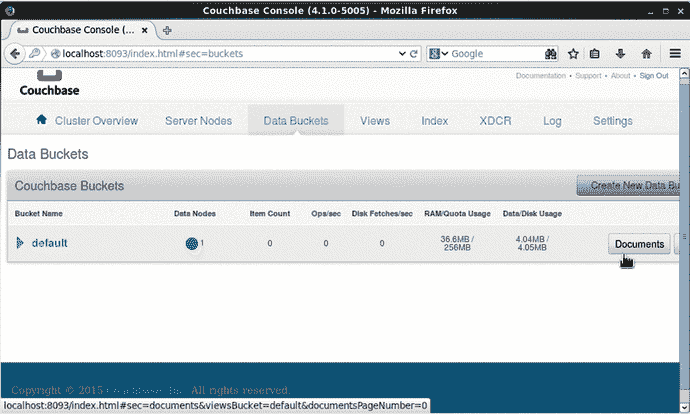 Couchbase Console (4.1.0-5005) - Mozilla Firefox
Couchbase Console (...
localhost:8093/index.html#sec=buckets
Google
Documentation • Support • About • Sign Out
Couchbase
Cluster Overview Server Nodes Data Buckets Views Index XDCR Log Settings
Data Buckets
Couchbase Buckets Create New Data Bu
Bucket Name Data Nodes Item Count Ops/sec Disk Fetches/sec RAM/Quota Usage Data/Disk Usage
default 1 0 0 0 36.6MB / 256MB 4.04MB / 4.05MB Documents
Copyright © 2015 Inc. All rights reserved.
localhost:8093/index.html#sec=documents&viewsBucket=default&documentsPageNumber=0